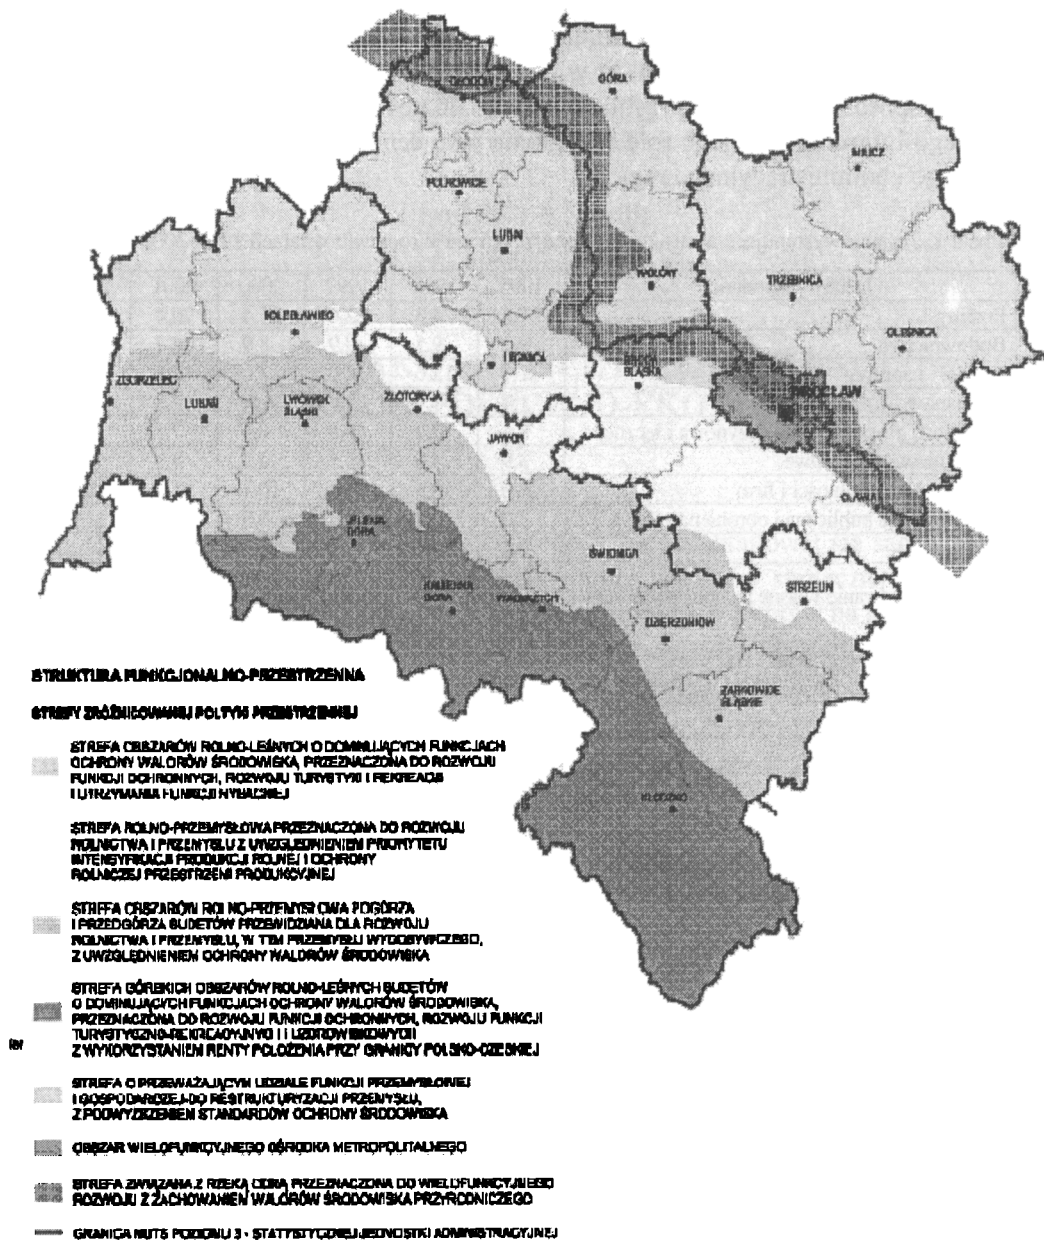 GŁOGÓW
GÓRA
MILICZ
POLKOWICE
LUBIN
WOŁÓW
TRZEBNICA
BOLESŁAWIEC
OLEŚNICA
LEGNICA
ŚRODA
ŚLĄSKA
ZGORZELEC
WROCŁAW
LUBAŃ
LWÓWEK
ŚLĄSKI
ZŁOTORYJA
JAWOR
OŁAWA
JELENIA
GÓRA
ŚWIDNICA
KAMIENNA
GÓRA
WAŁBRZYCH
STRZELIN
DZIERŻONIÓW
ZĄBKOWICE
ŚLĄSKIE
KŁODZKO
STRUKTURA FUNKCJONALNO-PRZESTRZENNA
STREFY ZRÓŻNICOWANEJ POLITYKI PRZESTRZENNEJ
STREFA OBSZARÓW ROLNO-LEŚNYCH O DOMINUJĄCYCH FUNKCJACH
OCHRONY WALORÓW ŚRODOWISKA, PRZEZNACZONA DO ROZWOJU
FUNKCJI OCHRONNYCH, ROZWOJU TURYSTYKI I REKREACJI
I UTRZYMANIA FUNKCJI RYBACKIEJ
STREFA ROLNO-PRZEMYSŁOWA PRZEZNACZONA DO ROZWOJU
ROLNICTWA I PRZEMYSŁU Z UWZGLĘDNIENIEM PRIORYTETU
INTENSYFIKACJI PRODUKCJI ROLNEJ I OCHRONY
ROLNICZEJ PRZESTRZENI PRODUKCYJNEJ
STREFA OBSZARÓW ROLNO-PRZEMYSŁOWA POGÓRZA
I PRZEDGÓRZA SUDETÓW PRZEWIDZIANA DLA ROZWOJU
ROLNICTWA I PRZEMYSŁU, W TYM PRZEMYSŁU WYDOBYWCZEGO,
Z UWZGLĘDNIENIEM OCHRONY WALORÓW ŚRODOWISKA
STREFA GÓRSKICH OBSZARÓW ROLNO-LEŚNYCH SUDETÓW
O DOMINUJĄCYCH FUNKCJACH OCHRONY WALORÓW ŚRODOWISKA,
PRZEZNACZONA DO ROZWOJU FUNKCJI OCHRONNYCH, ROZWOJU FUNKCJI
TURYSTYCZNO-REKREACYJNYCH I UZDROWISKOWYCH
Z WYKORZYSTANIEM RENTY POŁOŻENIA PRZY GRANICY POLSKO-CZESKIEJ
STREFA O PRZEWAŻAJĄCYM UDZIALE FUNKCJI PRZEMYSŁOWEJ
I GOSPODARCZEJ-DO RESTRUKTURYZACJI PRZEMYSŁU,
Z PODWYŻSZENIEM STANDARDÓW OCHRONY ŚRODOWISKA
OBSZAR WIELOFUNKCYJNEGO OŚRODKA METROPOLITALNEGO
STREFA ZWIĄZANA Z RZEKĄ ODRĄ PRZEZNACZONA DO WIELOFUNKCYJNEGO
ROZWOJU Z ZACHOWANIEM WALORÓW ŚRODOWISKA PRZYRODNICZEGO
GRANICA NUTS POZIOMU 3 - STATYSTYCZNEJ JEDNOSTKI ADMINISTRACYJNEJ